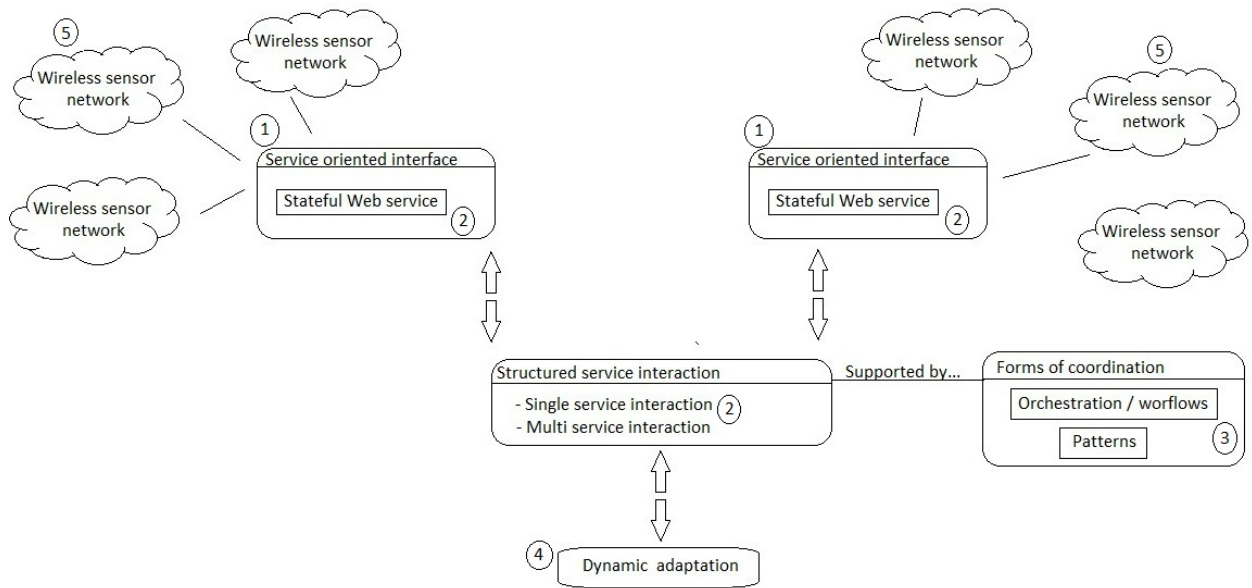 5
Wireless sensor
network
Wireless sensor
network
Wireless sensor
network
1
Service oriented interface
Stateful Web service
2
Wireless sensor
network
5
Wireless sensor
network
Wireless sensor
network
1
Service oriented interface
Stateful Web service
2
Structured service interaction
- Single service interaction
2
- Multi service interaction
Supported by...
Forms of coordination
Orchestration / worflows
Patterns
3
4
Dynamic adaptation